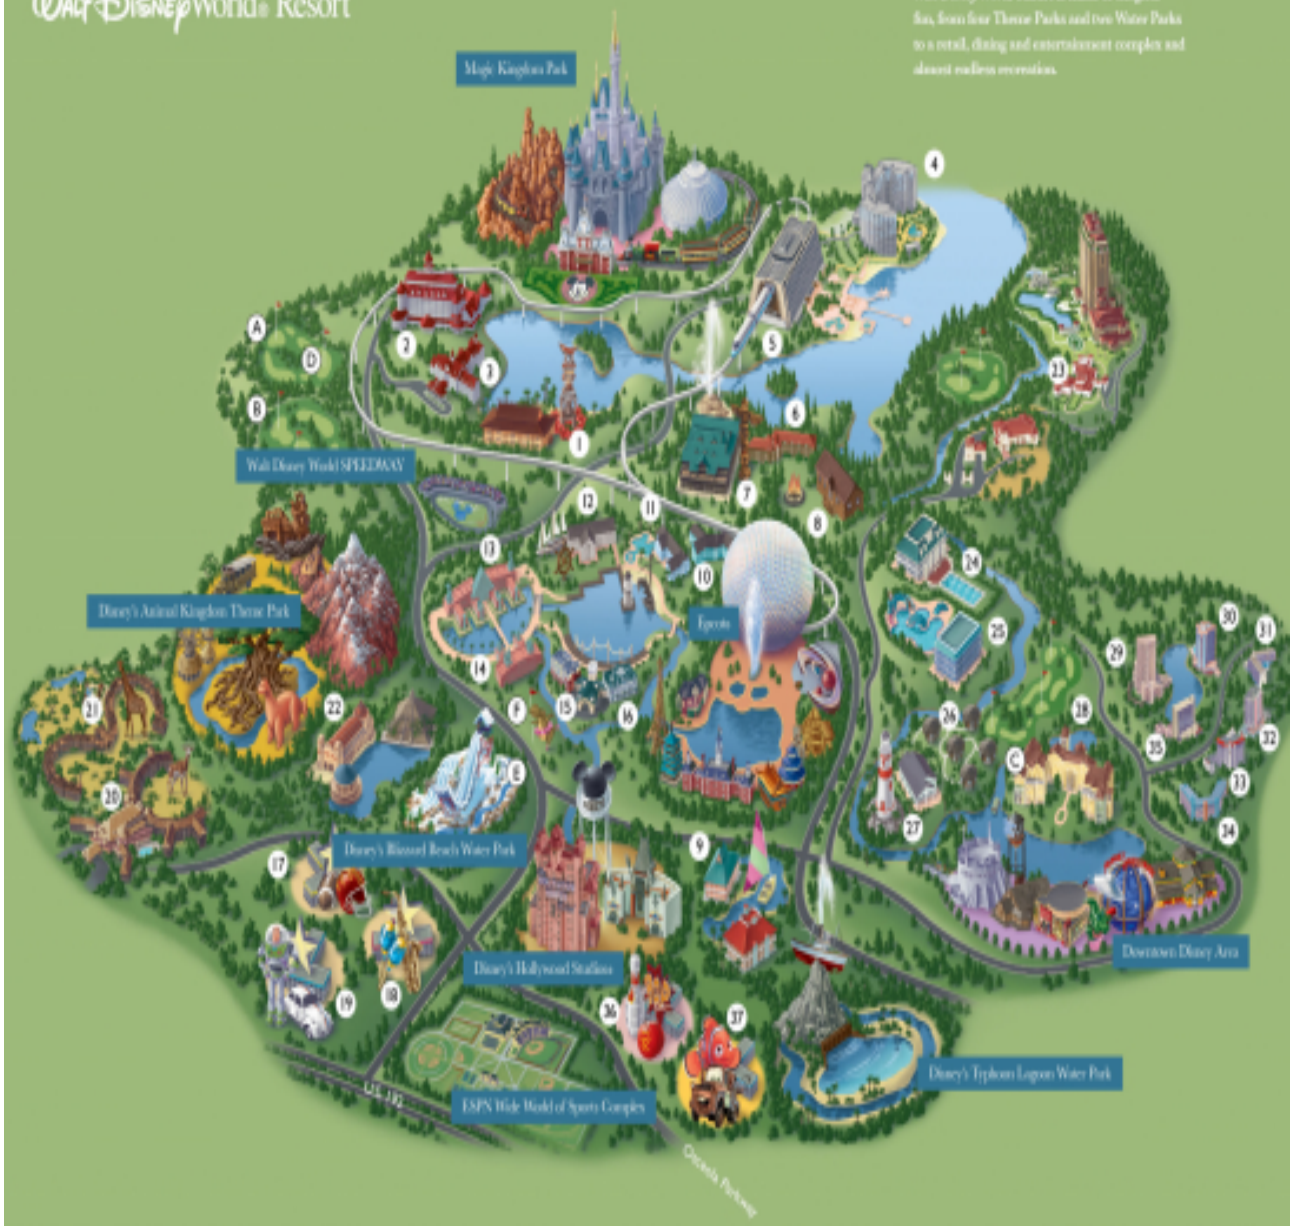 WALT DISNEY World® Resort
fun, from four Theme Parks and two Water Parks
to a retail, dining and entertainment complex and
almost endless recreation.
Magic Kingdom Park
4
A
D
2
5
3
23
B
6
1
Walt Disney World SPEEDWAY
7
12
11
8
13
10
24
Disney's Animal Kingdom Theme Park
Epcot®
30
25
31
29
14
21
22
F
15
16
26
28
32
35
E
C
33
20
27
34
Disney's Blizzard Beach Water Park
9
17
Downtown Disney Area
Disney's Hollywood Studios
18
19
36
37
Disney's Typhoon Lagoon Water Park
U.S. 192
ESPN Wide World of Sports Complex
Osceola Parkway